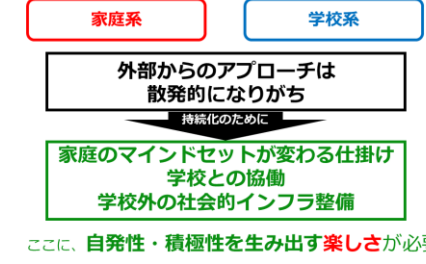 家庭系 学校系
外部からのアプローチは
散発的になりがち
持続化のために
家庭のマインドセットが変わる仕掛け
学校との協働
学校外の社会的インフラ整備
ここに、自発性・積極性を生み出す楽しさが必